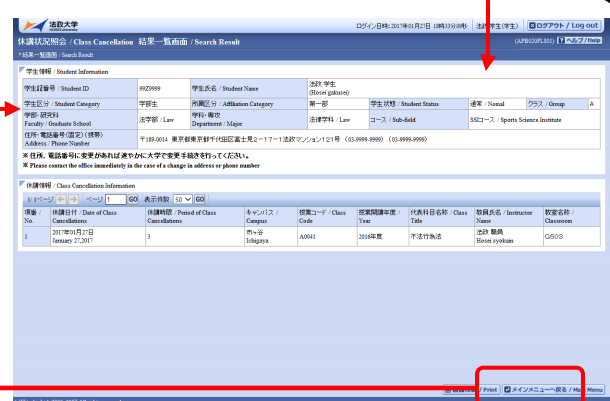 法政大学
HOSEI University
ログイン日時:2017年01月27日 18時33分09秒 法政 学生(学生) ログアウト / Log out
休講状況照会 / Class Cancellation 結果一覧画面 / Search Result
ヘルプ/Help
結果一覧画面 / Search Result
学生情報 / Student Information
学生証番号 / Student ID 99Z9999 学生氏名 / Student Name 法政 学生 (Hosei gakusei)
学生区分 / Student Category 学部生 所属区分 / Affiliation Category 第一部 学生状態 / Student Status 通常 / Nomal クラス / Group A
学部・研究科 Faculty / Graduate School 法学部 / Law 学科・専攻 Department / Major 法律学科 / Law コース / Sub-field SSIコース / Sports Science Institute
住所・電話番号(固定)(携帯) Address / Phone Number 〒189-0014 東京都東京都千代田区富士見2－17－1法政マンション121号 (03-9999-9999) (03-9999-9999)
※ 住所、電話番号に変更があれば速やかに大学で変更手続を行ってください。
※ Please contact the office immediately in the case of a change in address or phone number
休講情報 / Class Cancellation Information
1/1ページ ページ 1 GO 表示件数 50 GO
項番 / No. 休講日付 / Date of Class Cancellations 休講時限 / Period of Class Cancellations キャンパス / Campus 授業コード / Class Code 授業開講年度 / Year 代表科目名称 / Class Title 教員氏名 / Instructor Name 教室名称 / Classroom
1 2017年01月27日 January 27,2017 3 市ヶ谷 Ichigaya A0041 2016年度 不法行為法 法政 職員 Hosei syokuin G503
/ Print メインメニューへ戻る / Main Menu